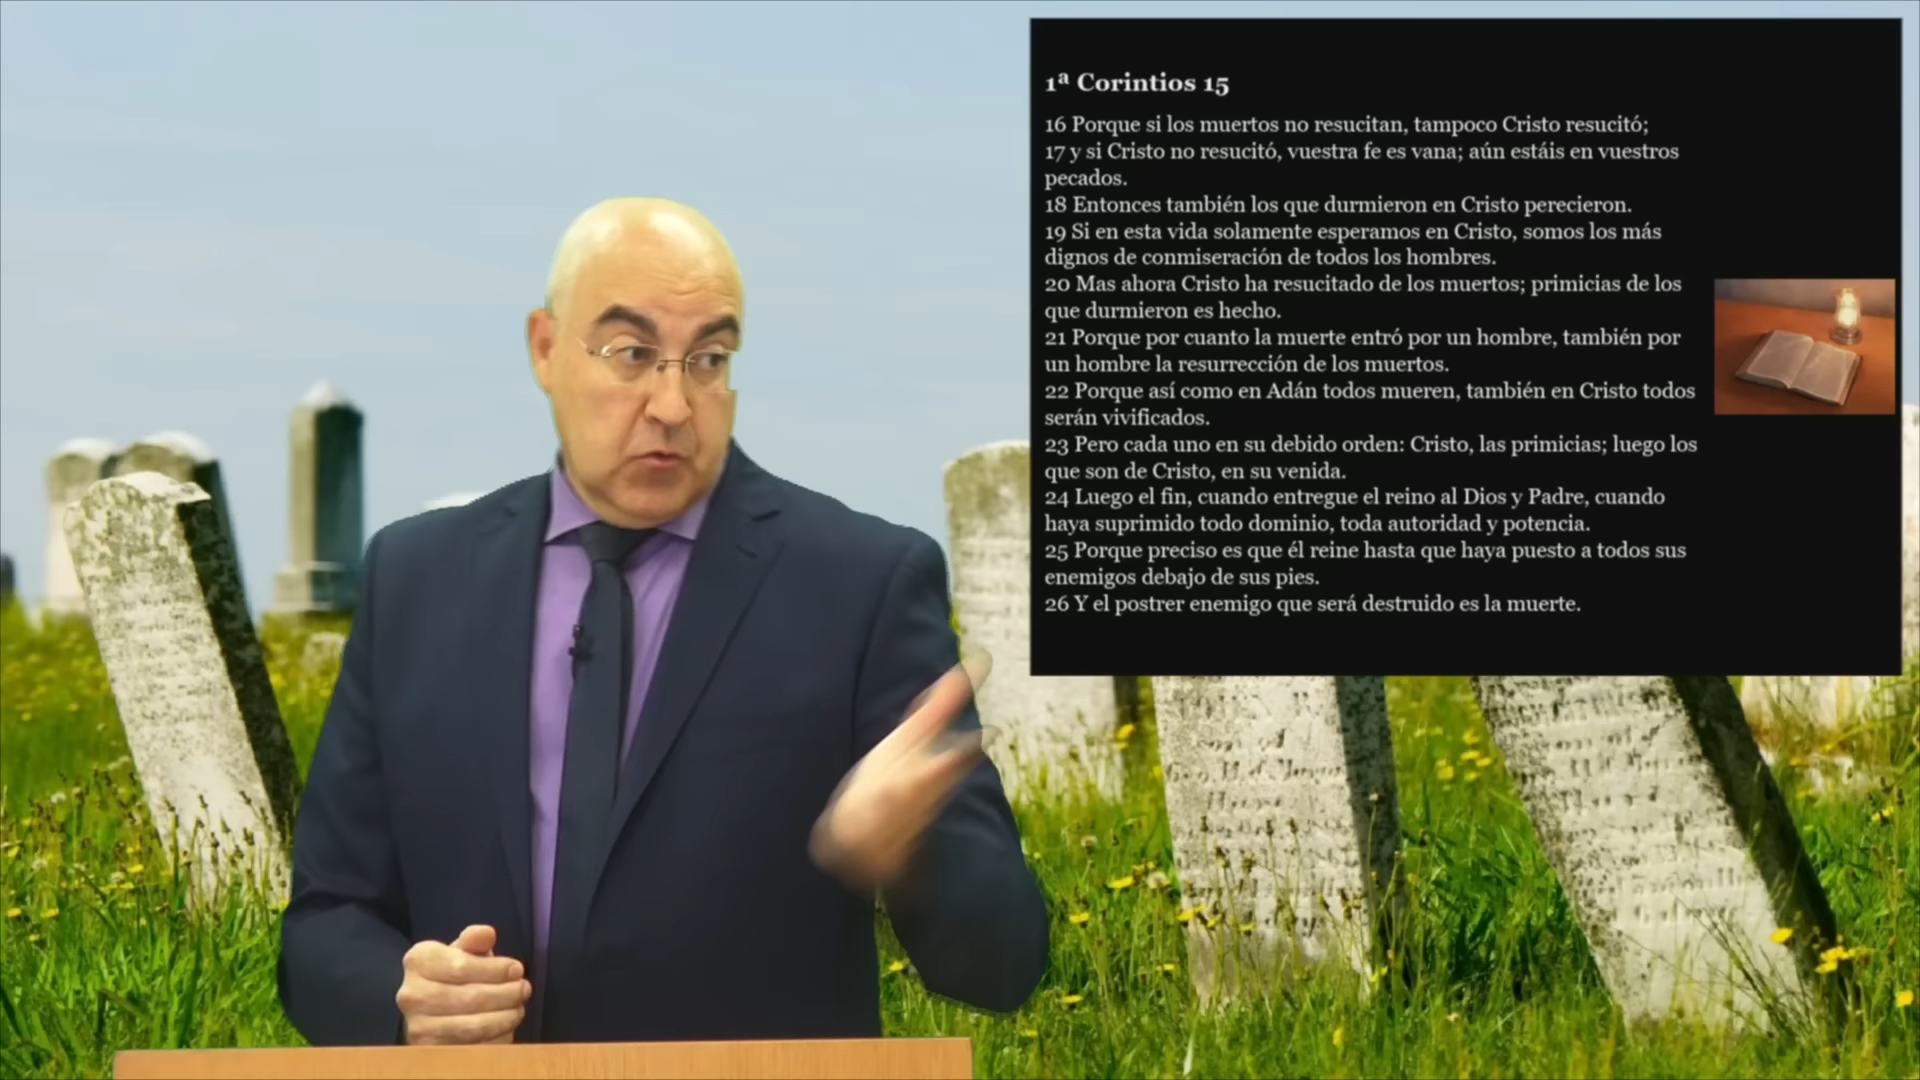 1ª Corintios 15
16 Porque si los muertos no resucitan, tampoco Cristo resucitó;
17 y si Cristo no resucitó, vuestra fe es vana; aún estáis en vuestros
pecados.
18 Entonces también los que durmieron en Cristo perecieron.
19 Si en esta vida solamente esperamos en Cristo, somos los más
dignos de conmiseración de todos los hombres.
20 Mas ahora Cristo ha resucitado de los muertos; primicias de los
que durmieron es hecho.
21 Porque por cuanto la muerte entró por un hombre, también por
un hombre la resurrección de los muertos.
22 Porque así como en Adán todos mueren, también en Cristo todos
serán vivificados.
23 Pero cada uno en su debido orden: Cristo, las primicias; luego los
que son de Cristo, en su venida.
24 Luego el fin, cuando entregue el reino al Dios y Padre, cuando
haya suprimido todo dominio, toda autoridad y potencia.
25 Porque preciso es que él reine hasta que haya puesto a todos sus
enemigos debajo de sus pies.
26 Y el postrer enemigo que será destruido es la muerte.